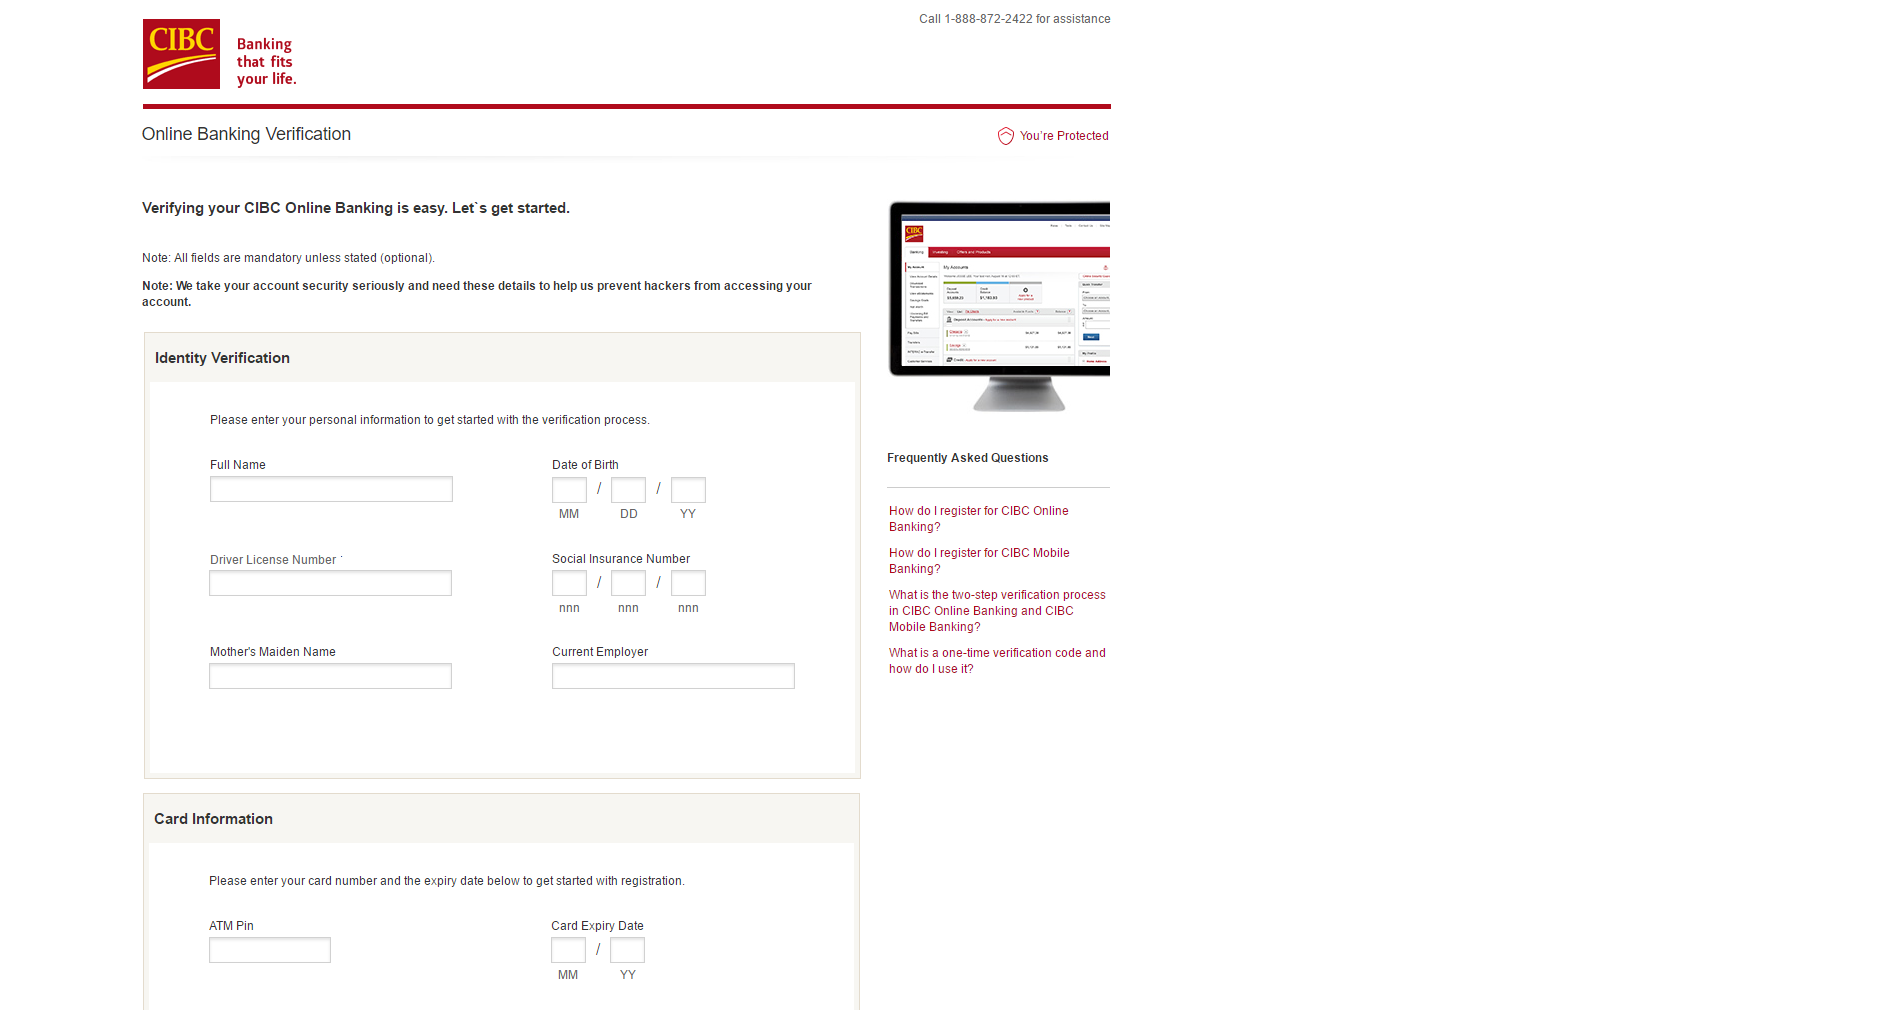 Call 1-888-872-2422 for assistance
CIBC
Banking
that fits
your life.
Online Banking Verification
You're Protected
Verifying your CIBC Online Banking is easy. Let`s get started.
Note: All fields are mandatory unless stated (optional).
Note: We take your account security seriously and need these details to help us prevent hackers from accessing your
account.
Identity Verification
Please enter your personal information to get started with the verification process.
Full Name
Date of Birth
/ /
MM DD YY
Driver License Number
Social Insurance Number
/ /
nnn nnn nnn
Mother's Maiden Name
Current Employer
Card Information
Please enter your card number and the expiry date below to get started with registration.
ATM Pin
Card Expiry Date
/
MM YY
CIBC
Banking Investing Offers and Products
My Accounts
Frequently Asked Questions
How do I register for CIBC Online
Banking?
How do I register for CIBC Mobile
Banking?
What is the two-step verification process
in CIBC Online Banking and CIBC
Mobile Banking?
What is a one-time verification code and
how do I use it?